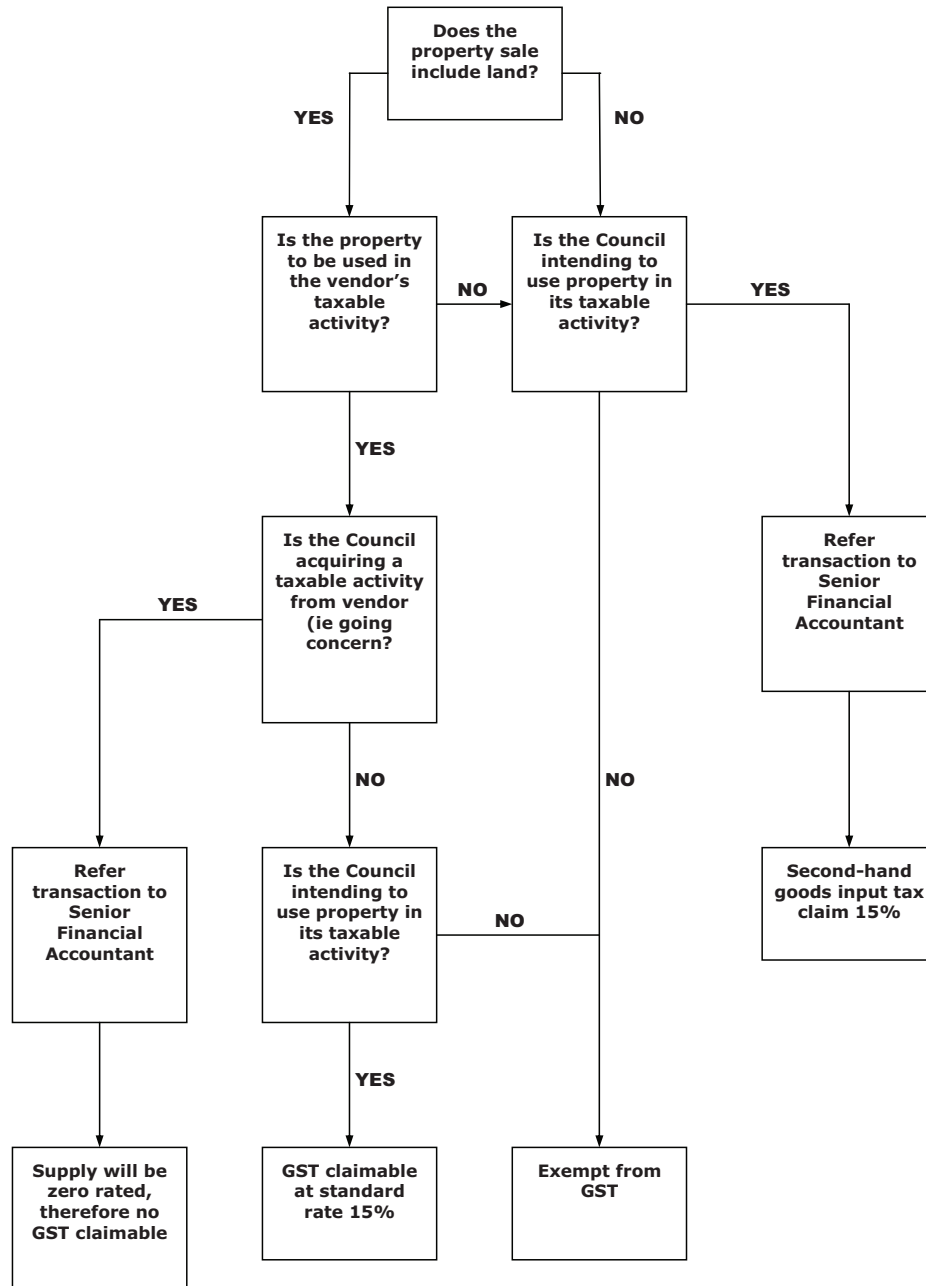 Does the
property sale
include land?
YES
NO
Is the property
to be used in
the vendor's
taxable
activity?
NO
Is the Council
intending to
use property in
its taxable
activity?
YES
YES
Is the Council
acquiring a
taxable activity
from vendor
(ie going
concern?
YES
Refer
transaction to
Senior
Financial
Accountant
NO
NO
Refer
transaction to
Senior
Financial
Accountant
Is the Council
intending to
use property in
its taxable
activity?
NO
Second-hand
goods input tax
claim 15%
YES
Supply will be
zero rated,
therefore no
GST claimable
GST claimable
at standard
rate 15%
Exempt from
GST